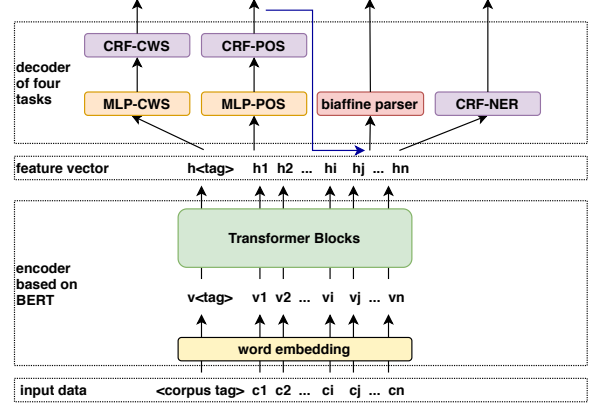 CRF-CWS CRF-POS
decoder
of four
tasks
MLP-CWS MLP-POS biaffine parser CRF-NER
feature vector h<tag> h1 h2 ... hi hj ... hn
Transformer Blocks
encoder
based on
BERT
v<tag> v1 v2 ... vi vj ... vn
word embedding
input data <corpus tag> c1 c2 ... ci cj ... cn